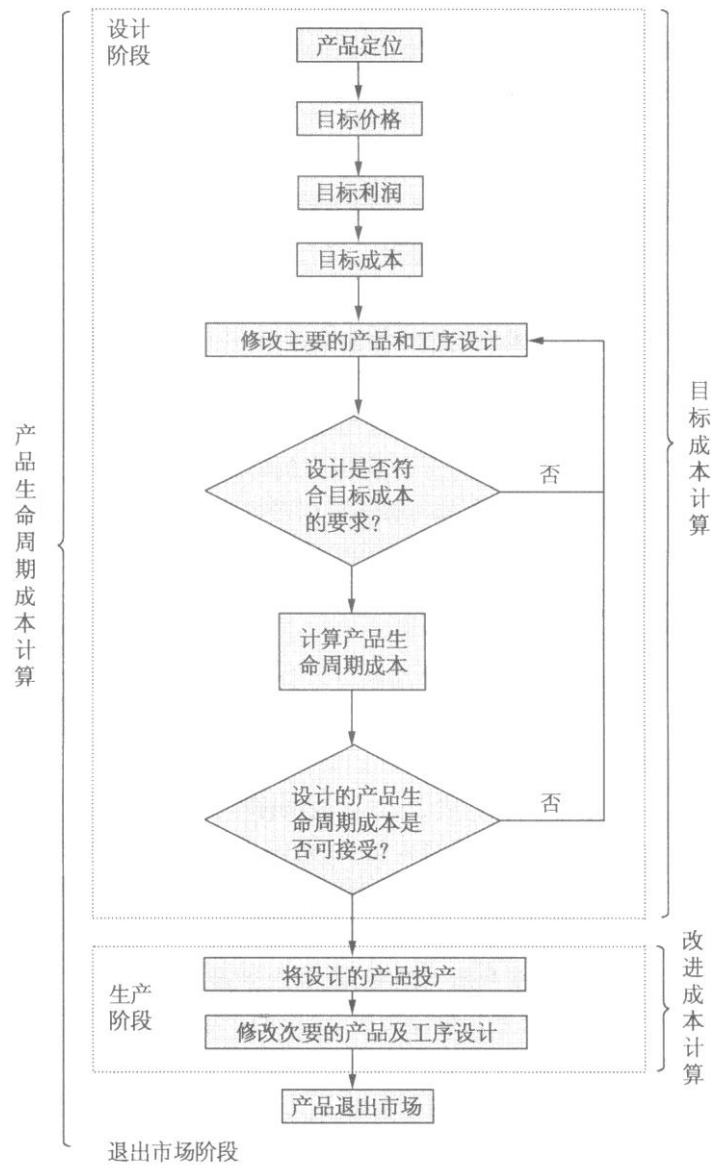 设计
阶段
产品定位
目标价格
目标利润
目标成本
修改主要的产品和工序设计
设计是否符
合目标成本
的要求?
否
计算产品生
命周期成本
设计的产品生
命周期成本是
否可接受?
否
目标成本计算
产品生命周期成本计算
生产
阶段
将设计的产品投产
修改次要的产品及工序设计
改进成本计算
产品退出市场
退出市场阶段